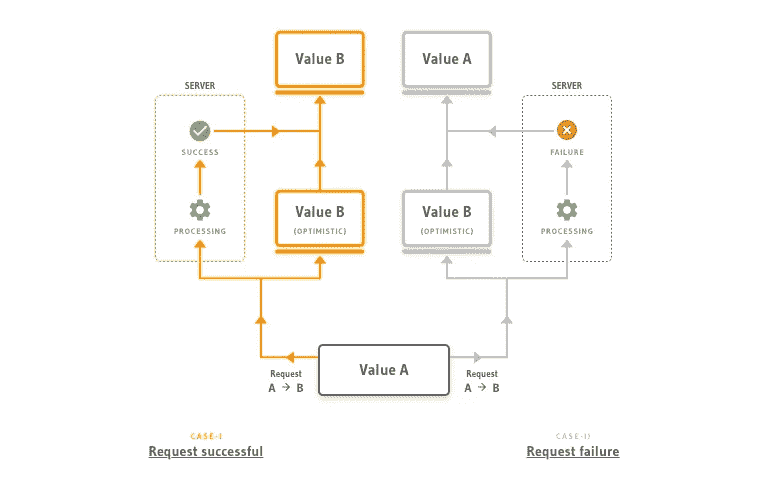 Value B
Value A
SERVER
SERVER
SUCCESS
FAILURE
Value B
(OPTIMISTIC)
Value B
(OPTIMISTIC)
PROCESSING
PROCESSING
Value A
Request
A → B
Request
A → B
CASE-I
Request successful
CASE-II
Request failure